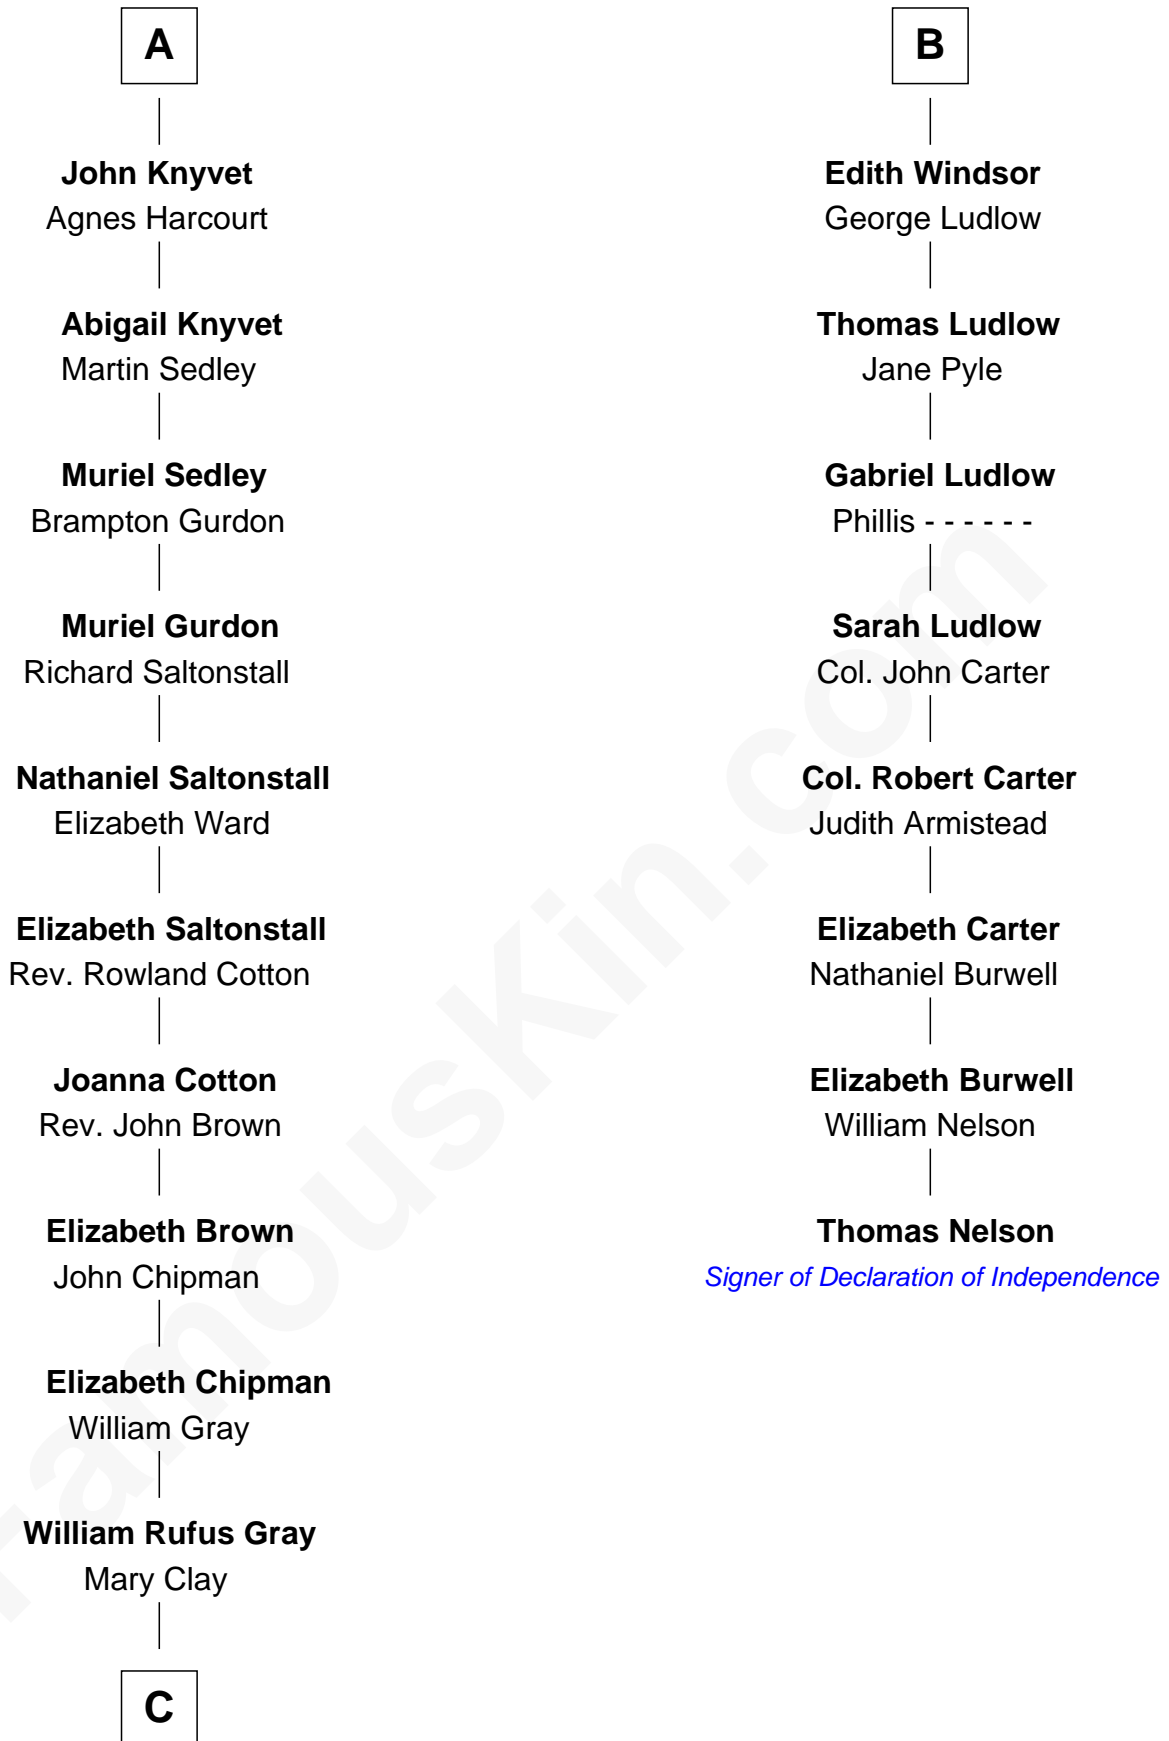 A
John Knyvet
Agnes Harcourt
Abigail Knyvet
Martin Sedley
Muriel Sedley
Brampton Gurdon
Muriel Gurdon
Richard Saltonstall
Nathaniel Saltonstall
Elizabeth Ward
Elizabeth Saltonstall
Rev. Rowland Cotton
Joanna Cotton
Rev. John Brown
Elizabeth Brown
John Chipman
Elizabeth Chipman
William Gray
William Rufus Gray
Mary Clay
C
B
Edith Windsor
George Ludlow
Thomas Ludlow
Jane Pyle
Gabriel Ludlow
Phillis - - - - - -
Sarah Ludlow
Col. John Carter
Col. Robert Carter
Judith Armistead
Elizabeth Carter
Nathaniel Burwell
Elizabeth Burwell
William Nelson
Thomas Nelson
Signer of Declaration of Independence
FamousKin.com